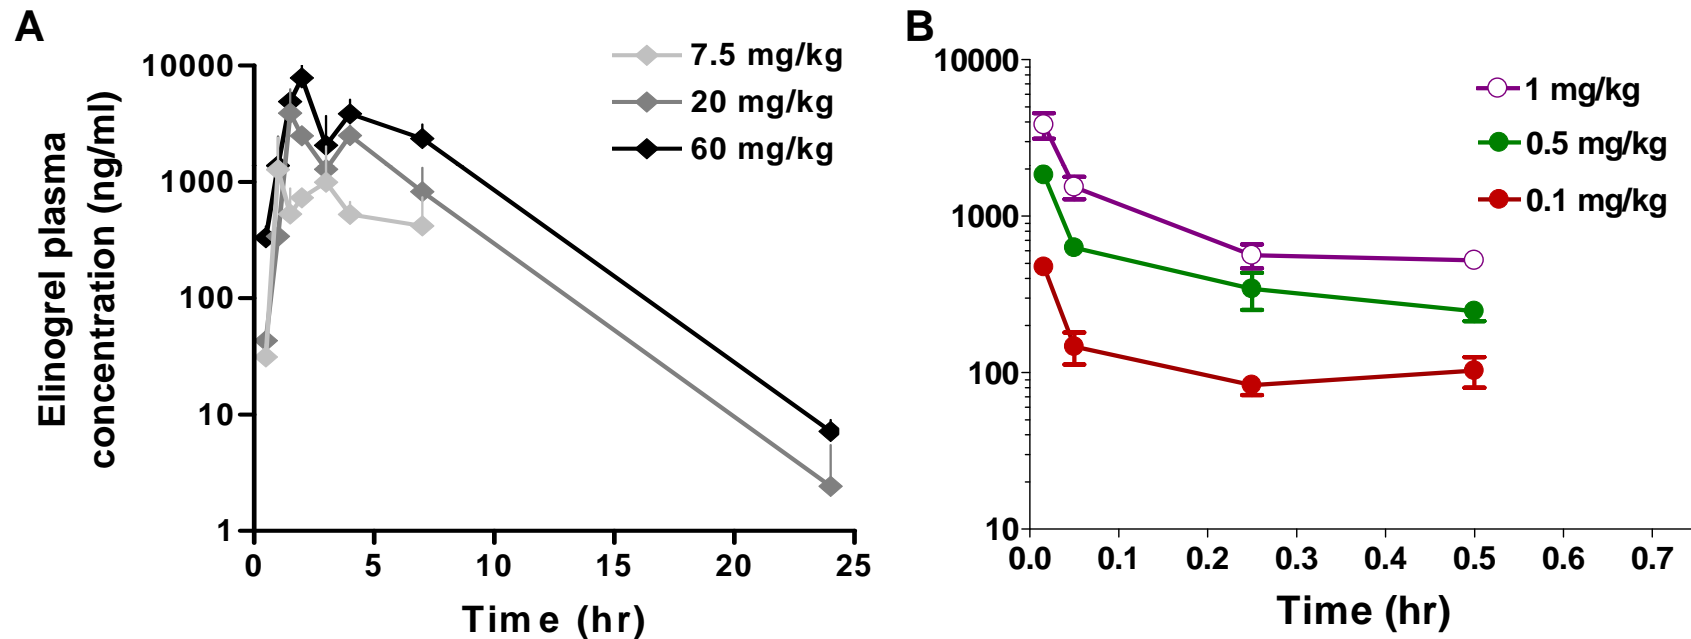 A
Elinogrel plasma
concentration (ng/ml)
10000
1000
100
10
1
0 5 10 15 20 25
Time (hr)
7.5 mg/kg
20 mg/kg
60 mg/kg
B
10000
1000
100
10
0.0 0.1 0.2 0.3 0.4 0.5 0.6 0.7
Time (hr)
1 mg/kg
0.5 mg/kg
0.1 mg/kg